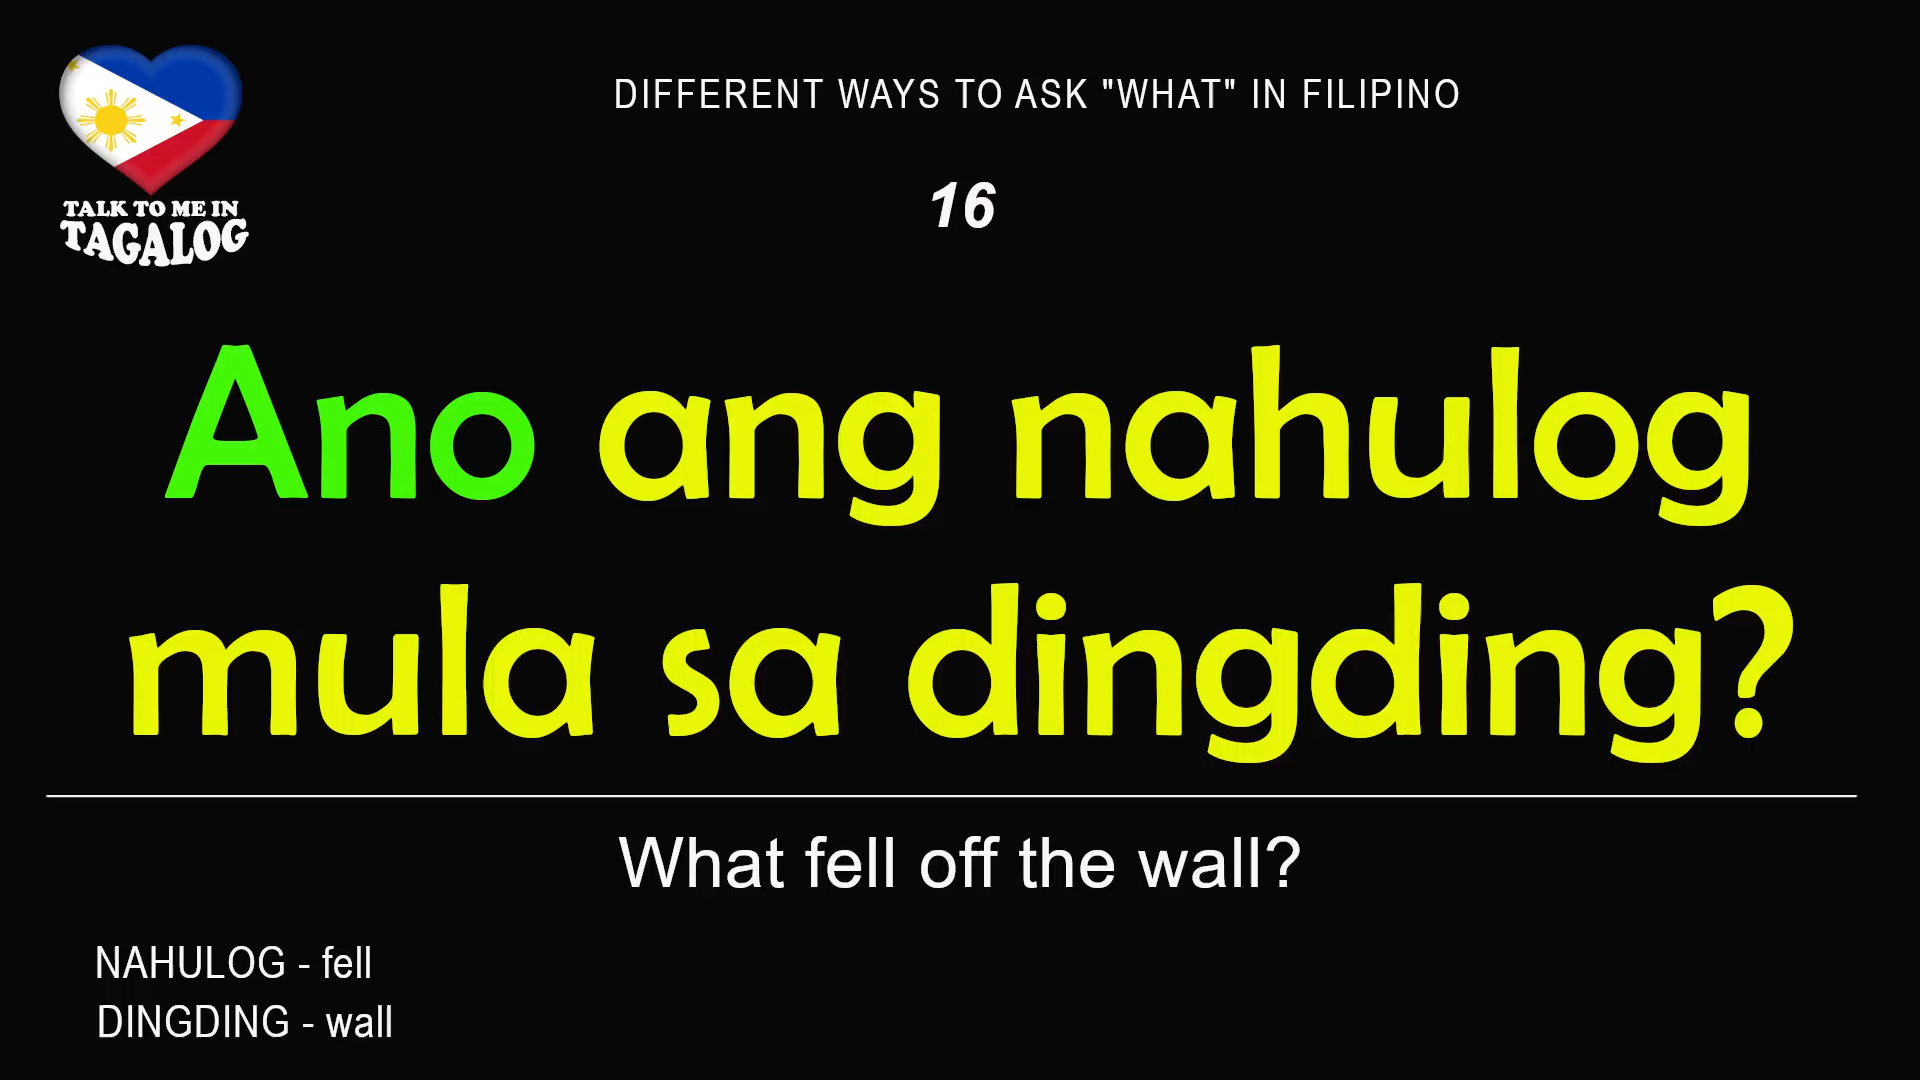 TALK TO ME IN
TAGALOG
DIFFERENT WAYS TO ASK "WHAT" IN FILIPINO
16
Ano ang nahulog
mula sa dingding?
What fell off the wall?
NAHULOG - fell
DINGDING - wall